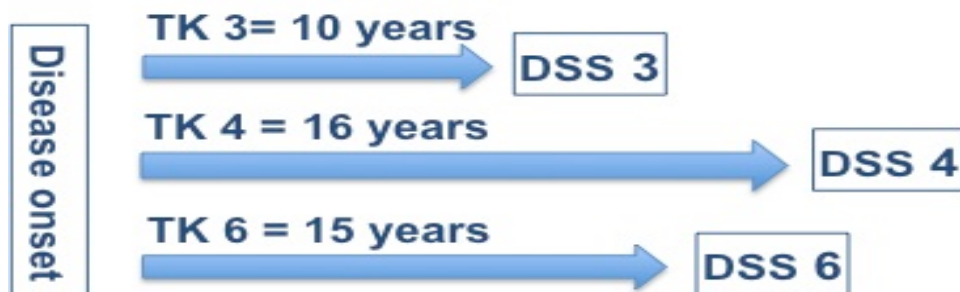 Disease onset
TK 3= 10 years
DSS 3
TK 4 = 16 years
DSS 4
TK 6 = 15 years
DSS 6